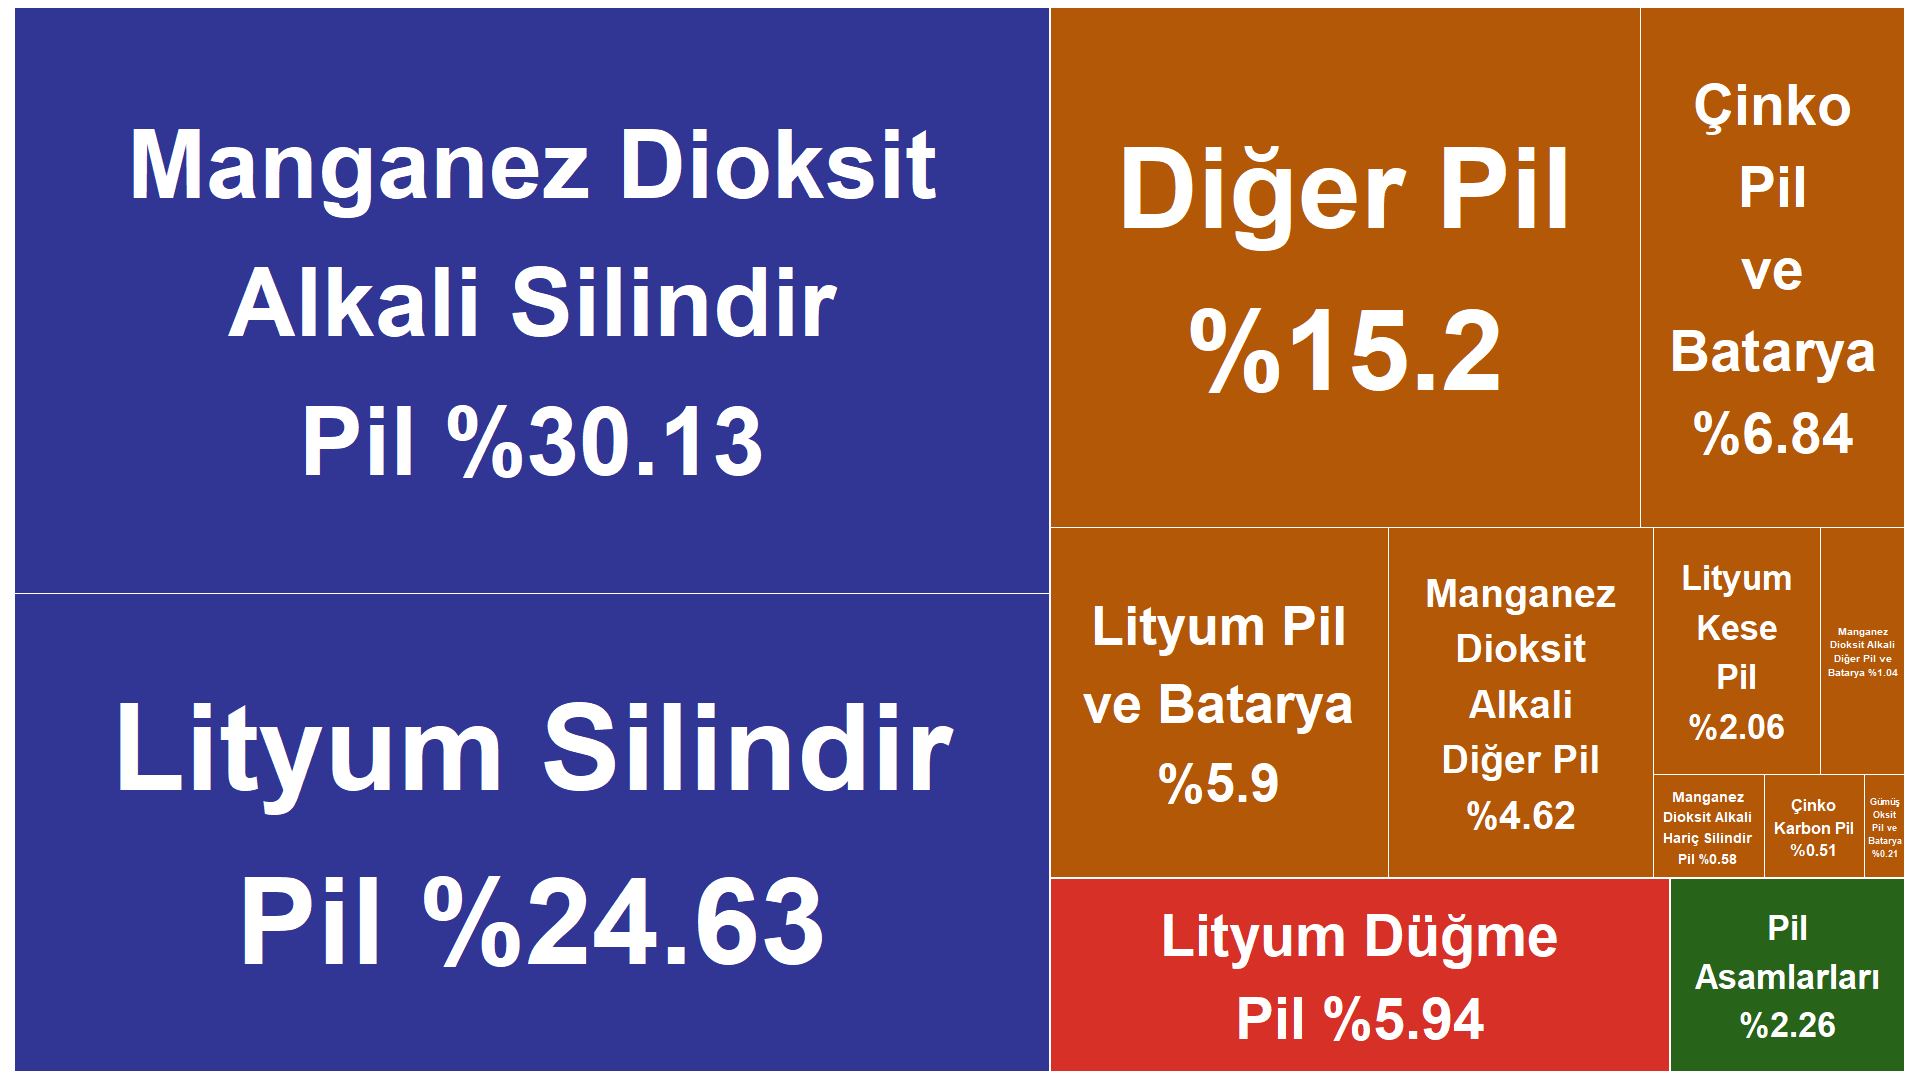 Manganez Dioksit
Alkali Silindir
Pil %30.13
Lityum Silindir
Pil %24.63
Diğer Pil
%15.2
Çinko
Pil
ve
Batarya
%6.84
Lityum Pil
ve Batarya
%5.9
Manganez
Dioksit
Alkali
Diğer Pil
%4.62
Lityum
Kese
Pil
%2.06
Manganez
Dioksit Alkali
Diğer Pil ve
Batarya %1.04
Manganez
Dioksit Alkali
Hariç Silindir
Pil %0.58
Çinko
Karbon Pil
%0.51
Gümüş
Oksit
Pil ve
Batarya
%0.21
Lityum Düğme
Pil %5.94
Pil
Asamlarları
%2.26